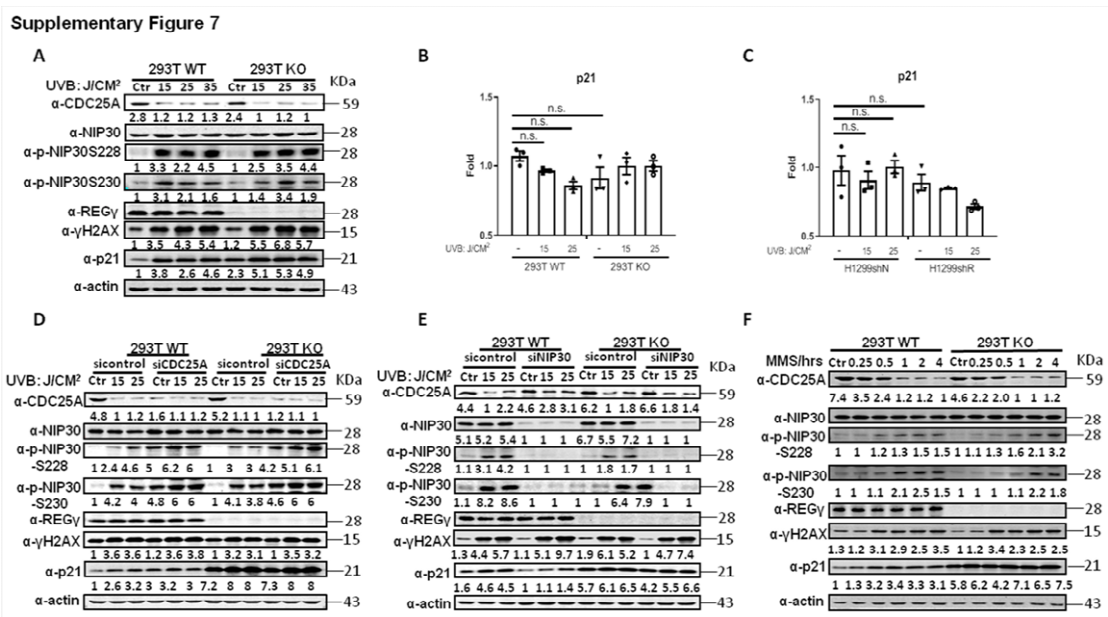 Supplementary Figure 7
A
293T WT 293T KO
UVB: J/CM² Ctr 15 25 35 Ctr 15 25 35 KDa
α-CDC25A 59
2.8 1.2 1.2 1.3 2.4 1 1.2 1
α-NIP30 28
α-p-NIP30S228 28
1 3.3 2.2 4.5 1 2.5 3.5 4.4
α-p-NIP30S230 28
1 3.1 2.1 1.6 1 1.4 3.4 1.9
α-REGγ 28
α-γH2AX 15
1 3.5 4.3 5.4 1.2 5.5 6.8 5.7
α-p21 21
1 3.8 2.6 4.6 2.3 5.1 5.3 4.9
α-actin 43
B
p21
1.5
1.0
0.5
Fold
n.s.
n.s.
n.s.
UVB: J/CM² - 15 25 - 15 25
293T WT 293T KO
C
p21
1.5
1.0
0.5
Fold
n.s.
n.s.
n.s.
UVB: J/CM² - 15 25 - 15 25
H1299shN H1299shR
D
293T WT 293T KO
sicontrol siCDC25A sicontrol siCDC25A
UVB: J/CM² Ctr 15 25 Ctr 15 25 Ctr 15 25 Ctr 15 25 KDa
α-CDC25A 59
4.8 1 1.2 1.6 1.1 1.2 5.2 1.1 1 1.2 1.1 1
α-NIP30 28
α-p-NIP30 28
-S228 1 2.4 4.6 5 6.2 6 1 3 3 4.2 5.1 6.1
α-p-NIP30 28
-S230 1 4.2 4 4.8 6 6 1 4.1 3.8 4.6 6 6
α-REGγ 28
α-γH2AX 15
1 3.6 3.6 1.2 3.6 3.8 1 3.2 3.1 1 3.5 3.2
α-p21 21
1 2.6 3.2 3 3.2 3 7.2 8 8 7.3 8 8
α-actin 43
E
293T WT 293T KO
sicontrol siNIP30 sicontrol siNIP30
UVB: J/CM² Ctr 15 25 Ctr 15 25 Ctr 15 25 Ctr 15 25 KDa
α-CDC25A 59
4.4 1 2.2 4.6 2.8 3.1 6.2 1 1.8 6.6 1.8 1.4
α-NIP30 28
5.1 5.2 5.4 1 1 1 6.7 5.5 7.2 1 1 1
α-p-NIP30 28
-S228 1.1 3.1 4.2 1 1 1 1 1.8 1.7 1 1 1
α-p-NIP30 28
-S230 1.1 8.2 8.6 1 1 1 1 6.4 7.9 1 1 1
α-REGγ 28
α-γH2AX 15
1.3 4.4 5.7 1.1 5.1 9.7 1.9 6.1 5.2 1 4.7 7.4
α-p21 21
1.6 4.6 4.5 1 1.1 1.4 5.7 6.1 6.5 4.2 5.5 6.6
α-actin 43
F
293T WT 293T KO
MMS/hrs Ctr 0.25 0.5 1 2 4 Ctr 0.25 0.5 1 2 4 KDa
α-CDC25A 59
7.4 3.5 2.4 1.2 1.2 1 4.6 2.2 2.0 1 1 1.2
α-NIP30 28
α-p-NIP30 28
-S228 1 1 1.2 1.3 1.5 1.5 1 1.1 1.3 1.6 2.1 3.2
α-p-NIP30 28
-S230 1 1 1.1 2.1 2.5 1.5 1 1 1 1.1 2.2 1.8
α-REGγ 28
α-γH2AX 15
1.3 1.2 3.1 2.9 2.5 3.5 1 1.2 3.4 2.3 2.5 2.5
α-p21 21
1 1.3 3.2 3.4 3.3 3.1 5.8 6.2 4.2 7.1 6.5 7.5
α-actin 43